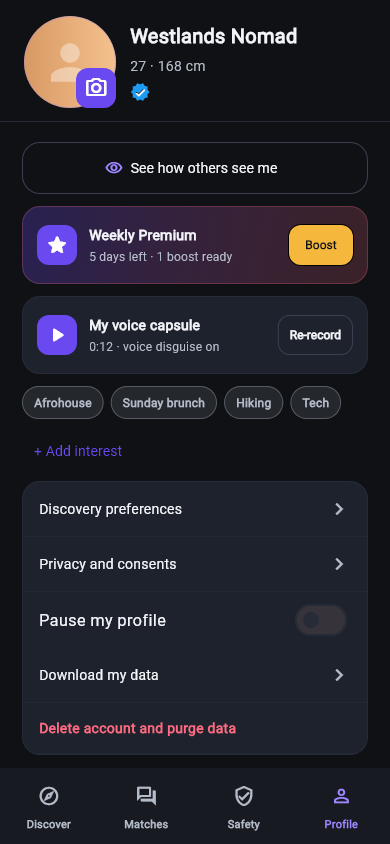 Westlands Nomad
27 · 168 cm
See how others see me
Weekly Premium
5 days left · 1 boost ready
Boost
My voice capsule
0:12 · voice disguise on
Re-record
Afrohouse
Sunday brunch
Hiking
Tech
+ Add interest
Discovery preferences
Privacy and consents
Pause my profile
Download my data
Delete account and purge data
Discover
Matches
Safety
Profile